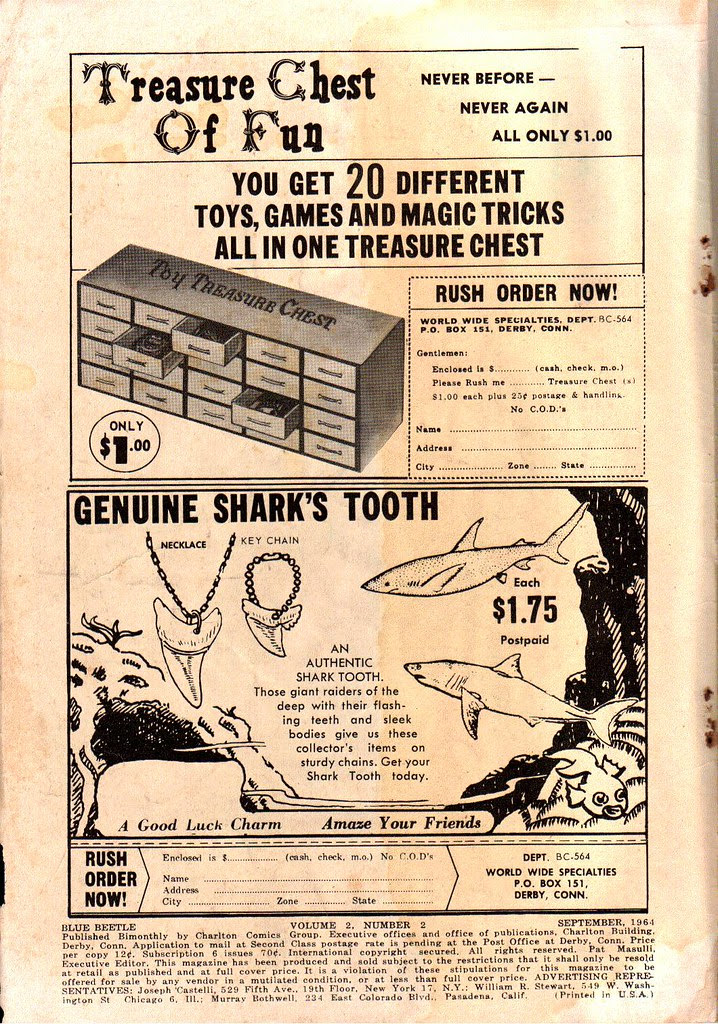 Treasure Chest
Of Fun
NEVER BEFORE —
NEVER AGAIN
ALL ONLY $1.00
YOU GET 20 DIFFERENT
TOYS, GAMES AND MAGIC TRICKS
ALL IN ONE TREASURE CHEST
Toy Treasure Chest
ONLY
$1.00
RUSH ORDER NOW!
WORLD WIDE SPECIALTIES, DEPT. BC-564
P.O. BOX 151, DERBY, CONN.
Gentlemen:
Enclosed is $........... (cash, check, m.o.)
Please Rush me ........... Treasure Chest (s)
$1.00 each plus 25¢ postage & handling.
No C.O.D.'s
Name ......................................................
Address ...................................................
City ..................... Zone ....... State ...............
GENUINE SHARK'S TOOTH
NECKLACE
KEY CHAIN
Each
$1.75
Postpaid
AN
AUTHENTIC
SHARK TOOTH.
Those giant raiders of the
deep with their flash-
ing teeth and sleek
bodies give us these
collector's items on
sturdy chains. Get your
Shark Tooth today.
A Good Luck Charm Amaze Your Friends
RUSH
ORDER
NOW!
Enclosed is $............... (cash, check, m.o.) No C.O.D's
Name ......................................................
Address ...................................................
City ..................... Zone ............ State ...............
DEPT. BC-564
WORLD WIDE SPECIALTIES
P.O. BOX 151,
DERBY, CONN.
BLUE BEETLE VOLUME 2, NUMBER 2 SEPTEMBER, 1964
Published Bimonthly by Charlton Comics Group. Executive offices and office of publications, Charlton Building,
Derby, Conn. Application to mail at Second Class postage rate is pending at the Post Office at Derby, Conn. Price
per copy 12¢. Subscription 6 issues 70¢. International copyright secured. All rights reserved. Pat Masulli,
Executive Editor. This magazine has been produced and sold subject to the restrictions that it shall only be resold
at retail as published and at full cover price. It is a violation of these stipulations for this magazine to be
offered for sale by any vendor in a mutilated condition, or at less than full cover price. ADVERTISING REPRE-
SENTATIVES: Joseph Castelli, 529 Fifth Ave., 19th Floor, New York 17, N.Y.; William R. Stewart, 549 W. Wash-
ington St Chicago 6, Ill.; Murray Bothwell, 234 East Colorado Blvd., Pasadena, Calif. (Printed in U.S.A.)